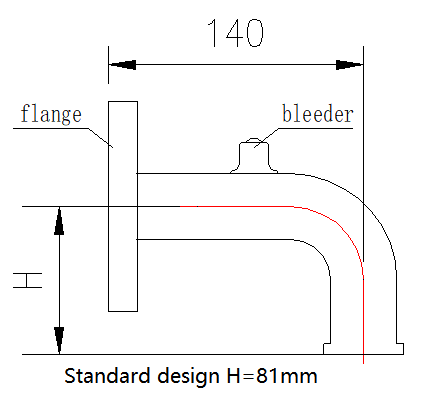 140
flange
bleeder
H
Standard design H=81mm